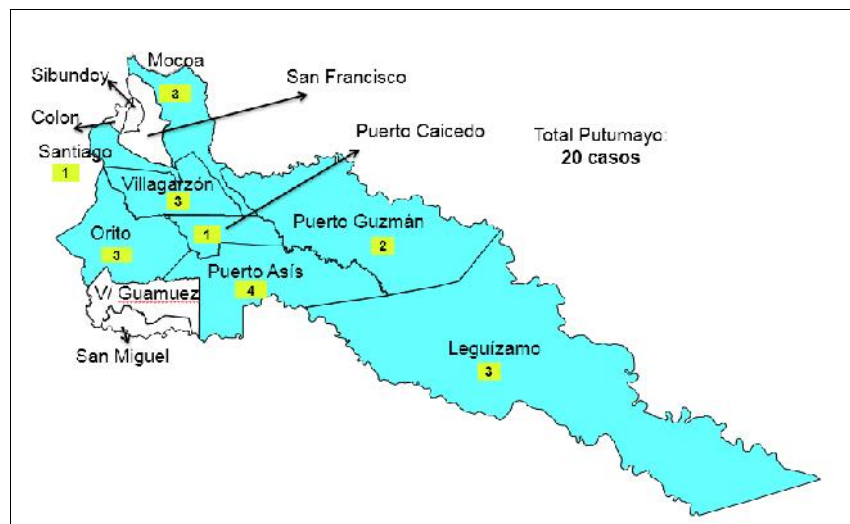 Mocoa
3
Sibundoy
San Francisco
Colon
Puerto Caicedo
Total Putumayo:
20 casos
Santiago
1
Villagarzón
3
Puerto Guzmán
2
Orito
3
1
Puerto Asís
4
V/ Guamuez
San Miguel
Leguízamo
3